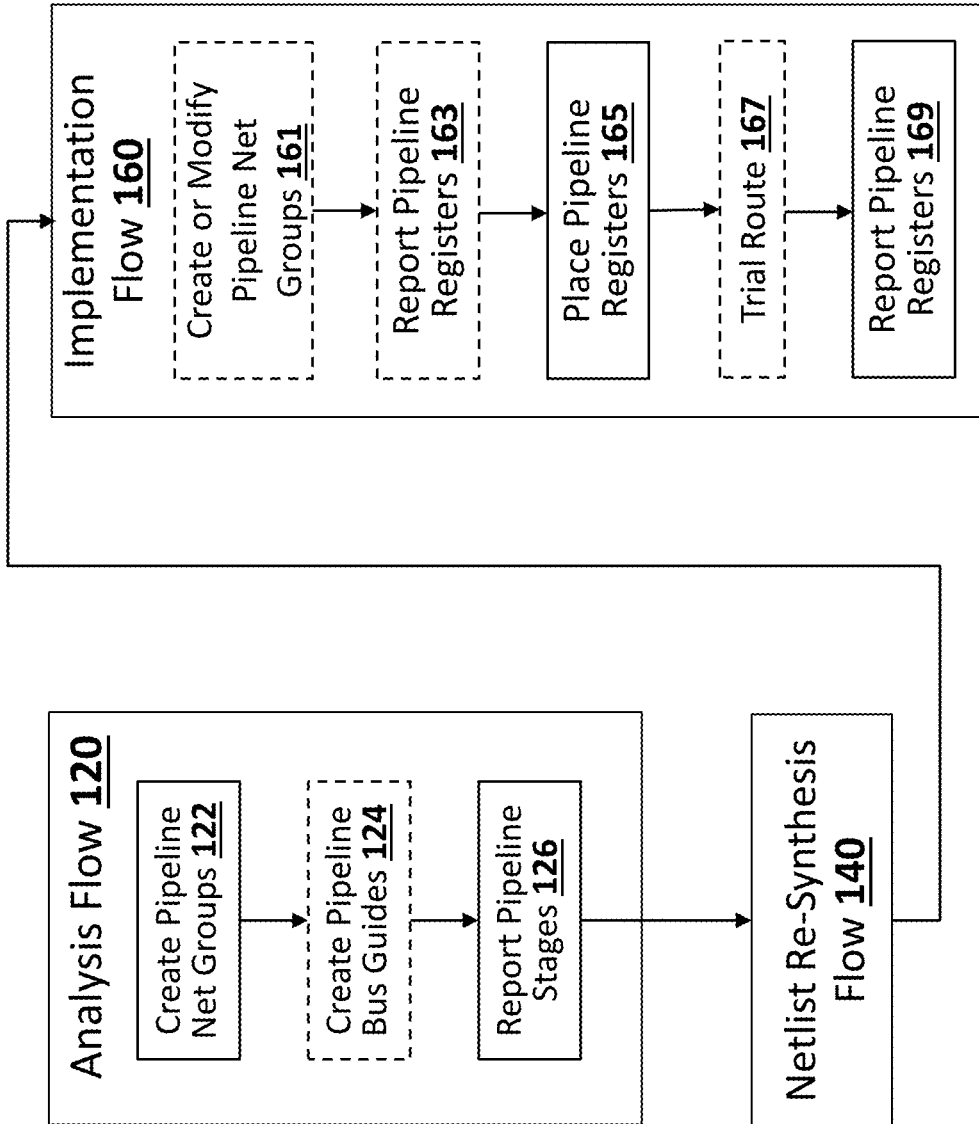 Analysis Flow 120
Create Pipeline
Net Groups 122
Create Pipeline
Bus Guides 124
Report Pipeline
Stages 126
Netlist Re-Synthesis
Flow 140
Implementation
Flow 160
Create or Modify
Pipeline Net
Groups 161
Report Pipeline
Registers 163
Place Pipeline
Registers 165
Trial Route 167
Report Pipeline
Registers 169